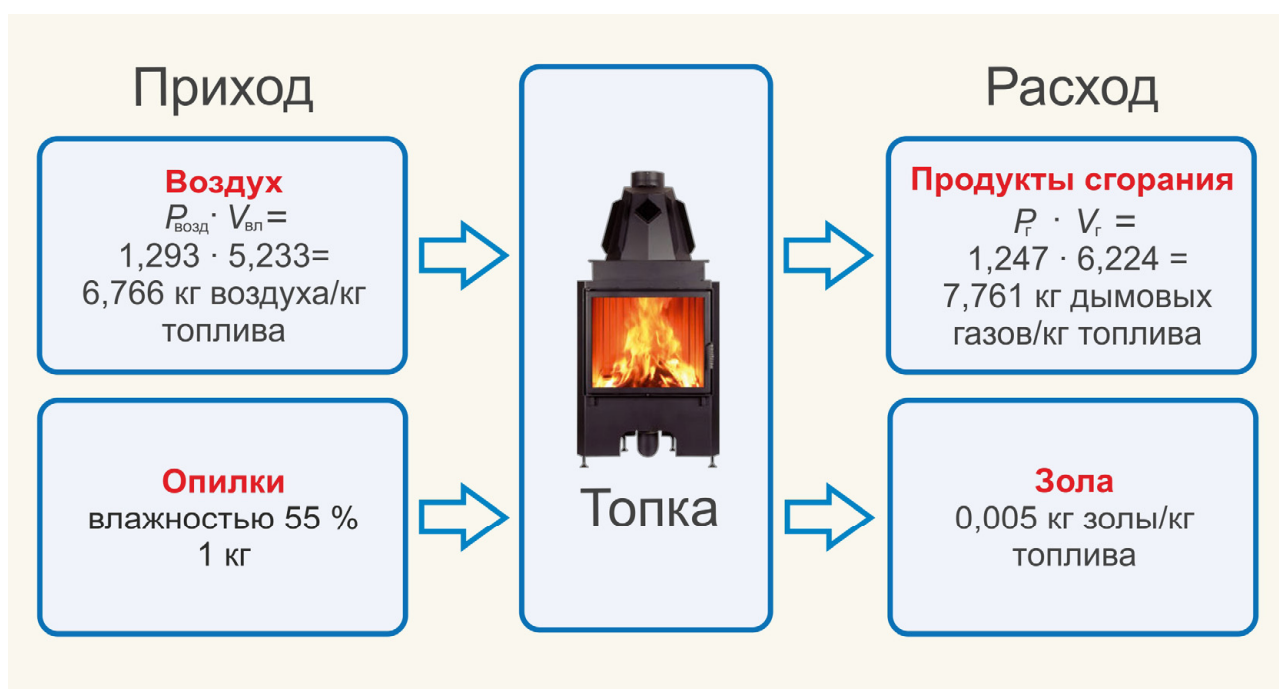 Приход
Воздух
Pвозд · Vвл =
1,293 · 5,233=
6,766 кг воздуха/кг
топлива
Опилки
влажностью 55 %
1 кг
Топка
Расход
Продукты сгорания
Pг · Vг =
1,247 · 6,224 =
7,761 кг дымовых
газов/кг топлива
Зола
0,005 кг золы/кг
топлива